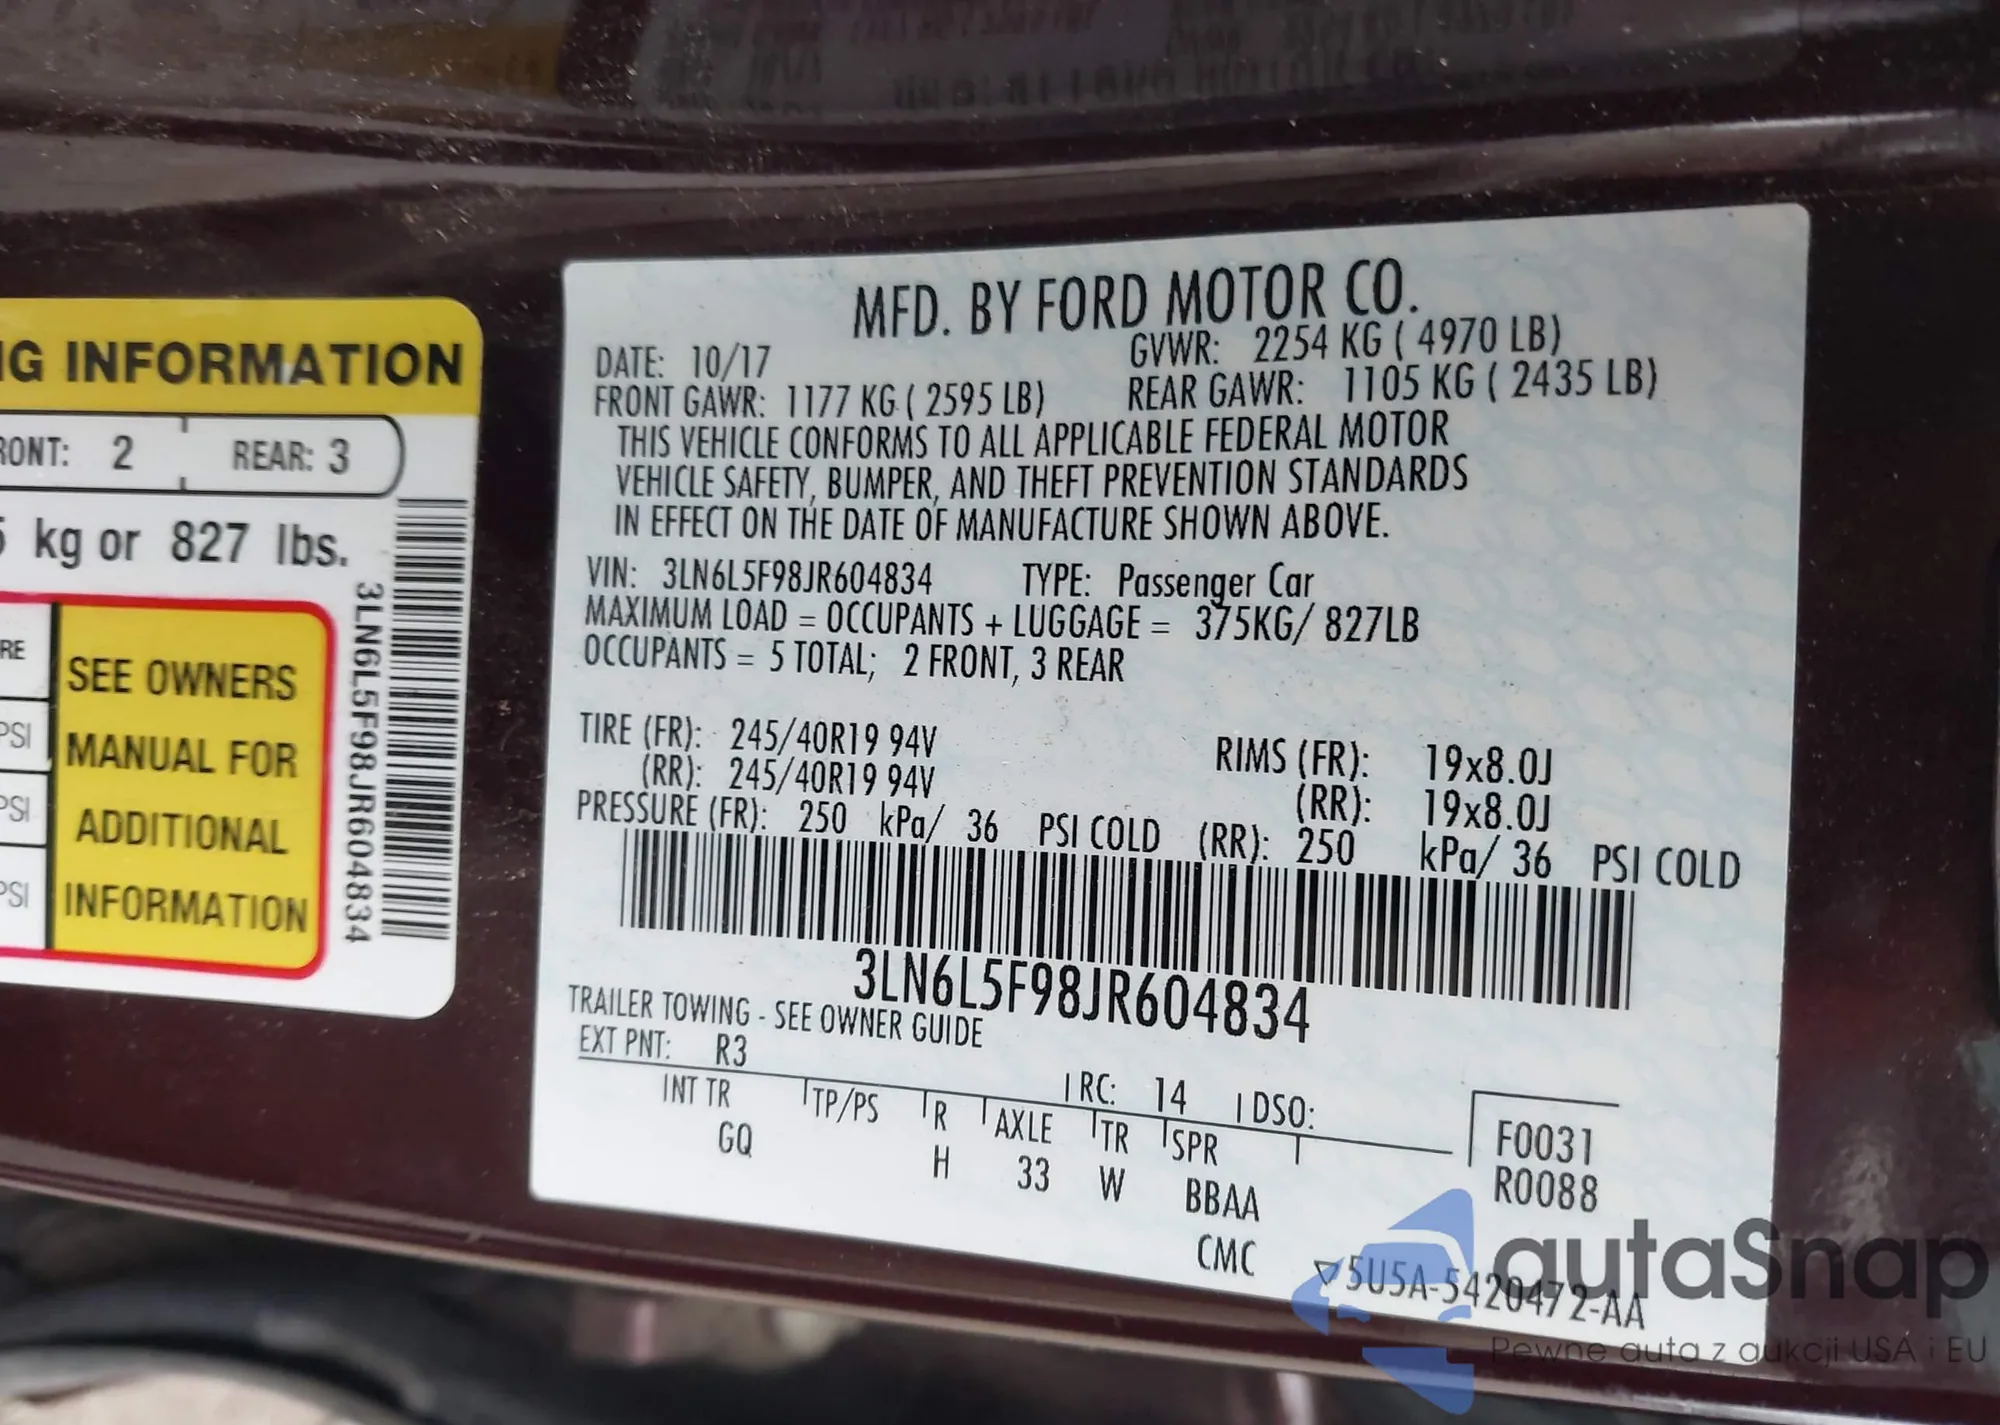 G INFORMATION
RONT: 2 REAR: 3
kg or 827 lbs.
RE
PSI
PSI
PSI
SEE OWNERS
MANUAL FOR
ADDITIONAL
INFORMATION
3LN6L5F98JR604834
MFD. BY FORD MOTOR CO.
DATE: 10/17 GVWR: 2254 KG ( 4970 LB)
FRONT GAWR: 1177 KG ( 2595 LB) REAR GAWR: 1105 KG ( 2435 LB)
THIS VEHICLE CONFORMS TO ALL APPLICABLE FEDERAL MOTOR
VEHICLE SAFETY, BUMPER, AND THEFT PREVENTION STANDARDS
IN EFFECT ON THE DATE OF MANUFACTURE SHOWN ABOVE.
VIN: 3LN6L5F98JR604834 TYPE: Passenger Car
MAXIMUM LOAD = OCCUPANTS + LUGGAGE = 375KG/ 827LB
OCCUPANTS = 5 TOTAL; 2 FRONT, 3 REAR
TIRE (FR): 245/40R19 94V RIMS (FR): 19x8.0J
(RR): 245/40R19 94V (RR): 19x8.0J
PRESSURE (FR): 250 kPa/ 36 PSI COLD (RR): 250 kPa/ 36 PSI COLD
3LN6L5F98JR604834
TRAILER TOWING - SEE OWNER GUIDE
EXT PNT: R3 RC: 14 DSO:
INT TR TP/PS R AXLE TR SPR
GQ H 33 W BBAA
CMC
F0031
R0088
▽5U5A-5420472-AA
autaSnap
Pewne auta z aukcji USA i EU